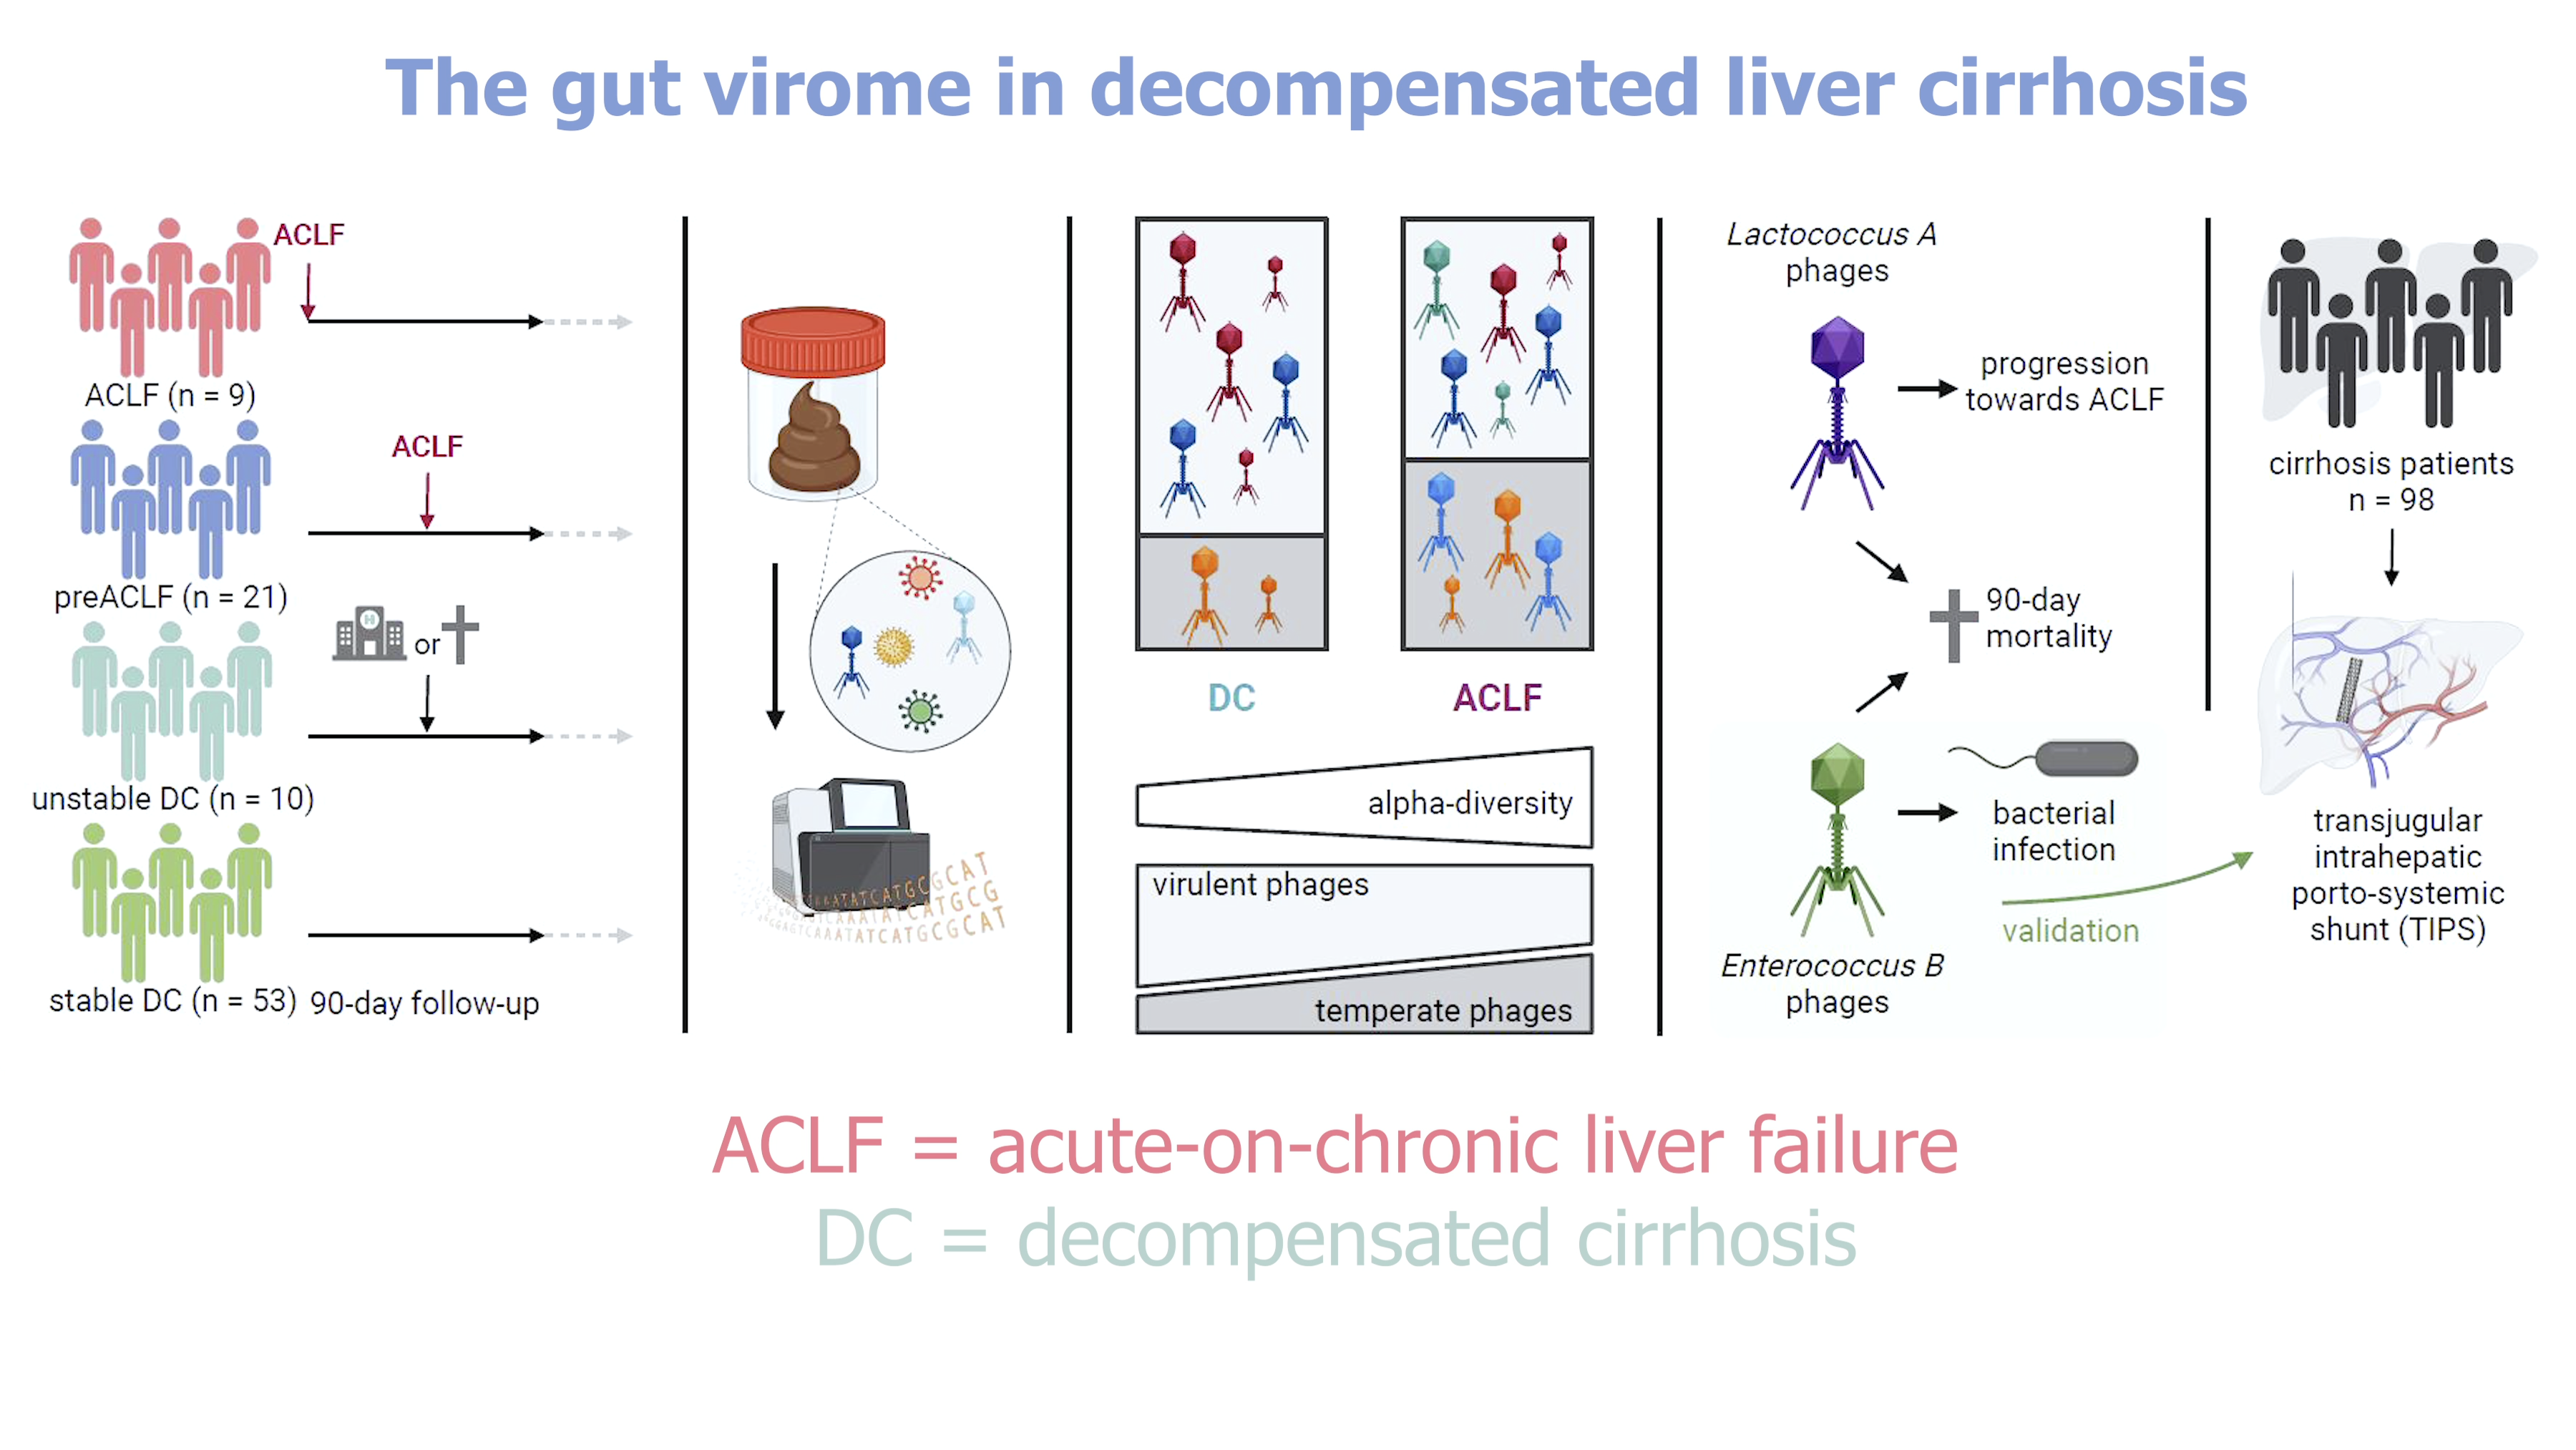 The gut virome in decompensated liver cirrhosis
ACLF
ACLF (n = 9)
ACLF
preACLF (n = 21)
H
or
unstable DC (n = 10)
stable DC (n = 53)
90-day follow-up
DC
ACLF
alpha-diversity
virulent phages
temperate phages
Lactococcus A
phages
progression
towards ACLF
90-day
mortality
bacterial
infection
validation
Enterococcus B
phages
cirrhosis patients
n = 98
transjugular
intrahepatic
porto-systemic
shunt (TIPS)
ACLF = acute-on-chronic liver failure
DC = decompensated cirrhosis